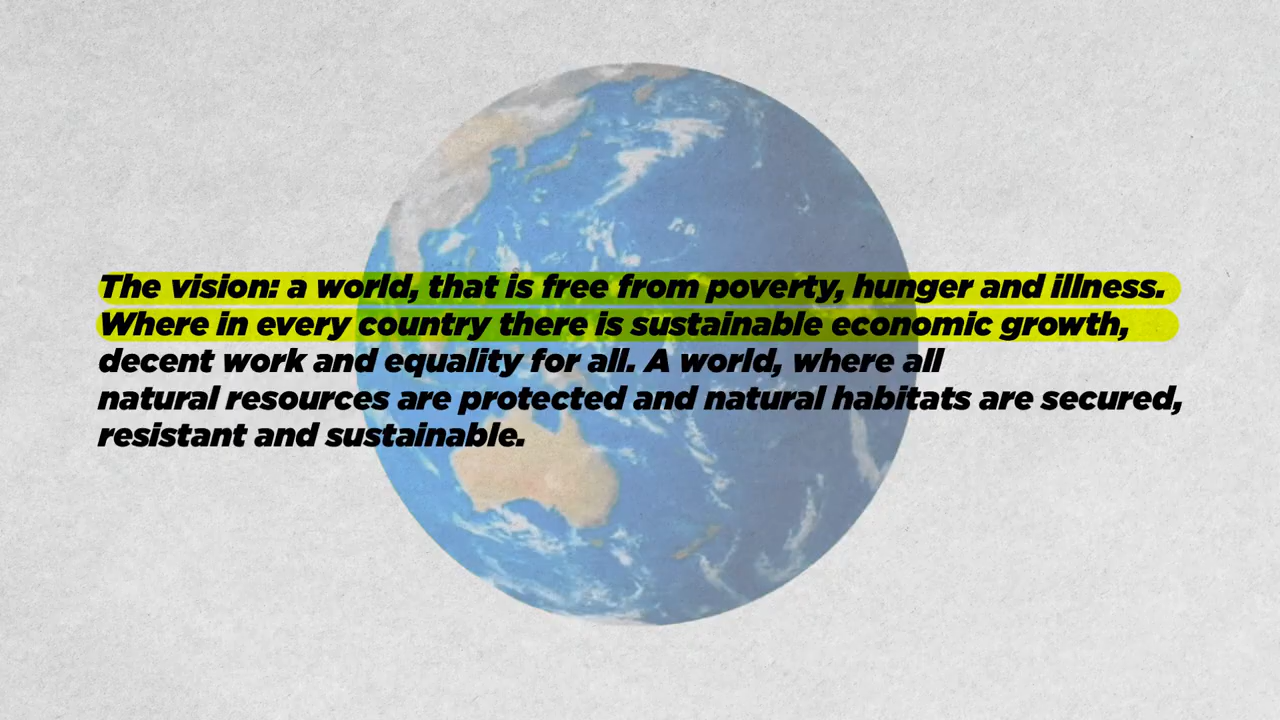 The vision: a world, that is free from poverty, hunger and illness.
Where in every country there is sustainable economic growth,
decent work and equality for all. A world, where all
natural resources are protected and natural habitats are secured,
resistant and sustainable.